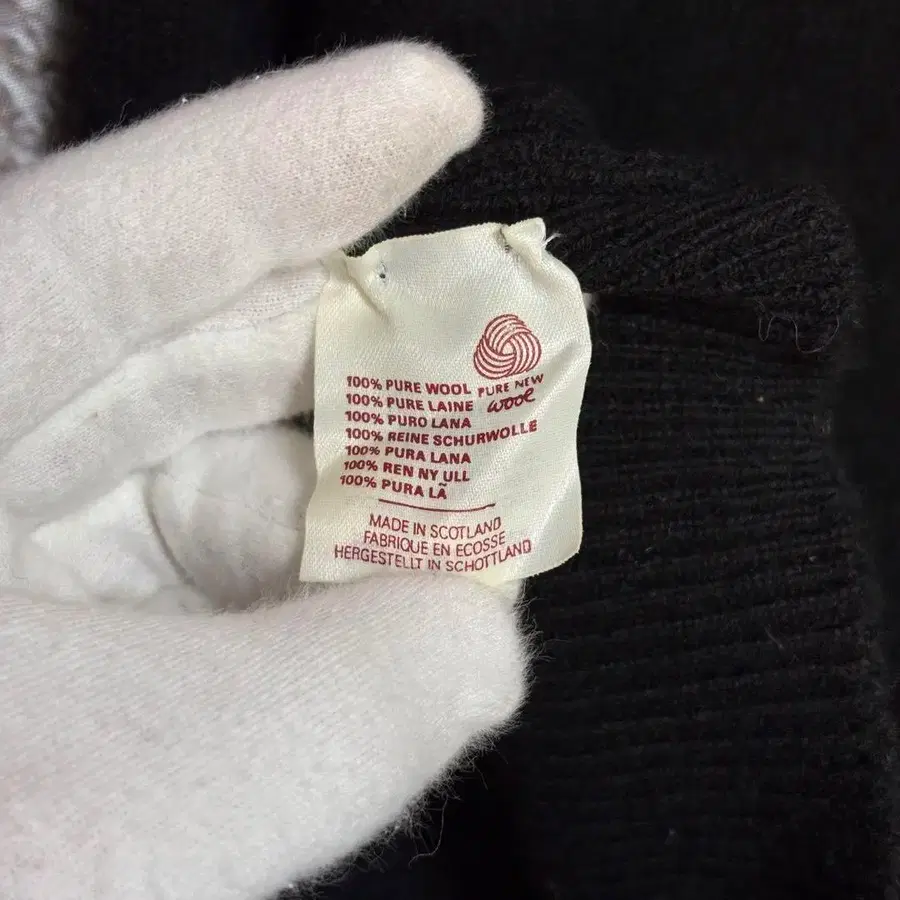 100% PURE WOOL PURE NEW
100% PURE LAINE wool
100% PURO LANA
100% REINE SCHURWOLLE
100% PURA LANA
100% REN NY ULL
100% PURA LÃ
MADE IN SCOTLAND
FABRIQUE EN ECOSSE
HERGESTELLT IN SCHOTTLAND